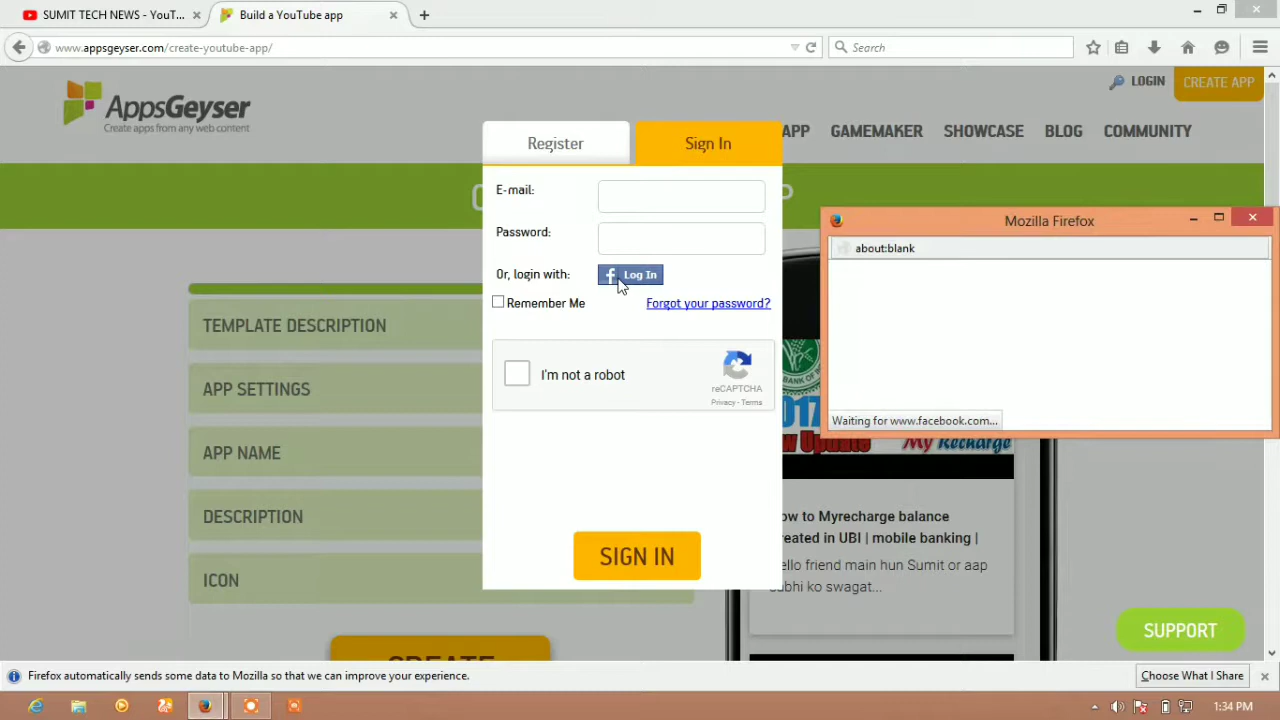 SUMIT TECH NEWS - YouT...
Build a YouTube app
www.appsgeyser.com/create-youtube-app/
Search
AppsGeyser
Create apps from any web content
LOGIN
CREATE APP
APP
GAMEMAKER
SHOWCASE
BLOG
COMMUNITY
Register
Sign In
E-mail:
Password:
Or, login with:
f Log In
Remember Me
Forgot your password?
I'm not a robot
reCAPTCHA
Privacy - Terms
SIGN IN
Mozilla Firefox
about:blank
Waiting for www.facebook.com...
TEMPLATE DESCRIPTION
APP SETTINGS
APP NAME
DESCRIPTION
ICON
CREATE
017
w Update
My Recharge
ow to Myrecharge balance
reated in UBI | mobile banking |
ello friend main hun Sumit or aap
sabhi ko swagat...
SUPPORT
Firefox automatically sends some data to Mozilla so that we can improve your experience.
Choose What I Share
1:34 PM